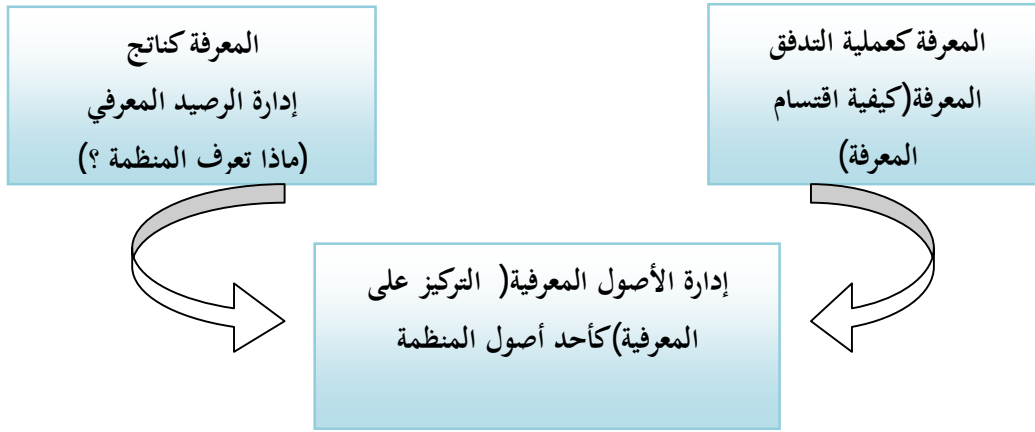 المعرفة كعملية التدفق
المعرفة(كيفية اقتسام
المعرفة)
المعرفة كناتج
إدارة الرصيد المعرفي
(ماذا تعرف المنظمة ؟)
إدارة الأصول المعرفية( التركيز على
المعرفية)كأحد أصول المنظمة